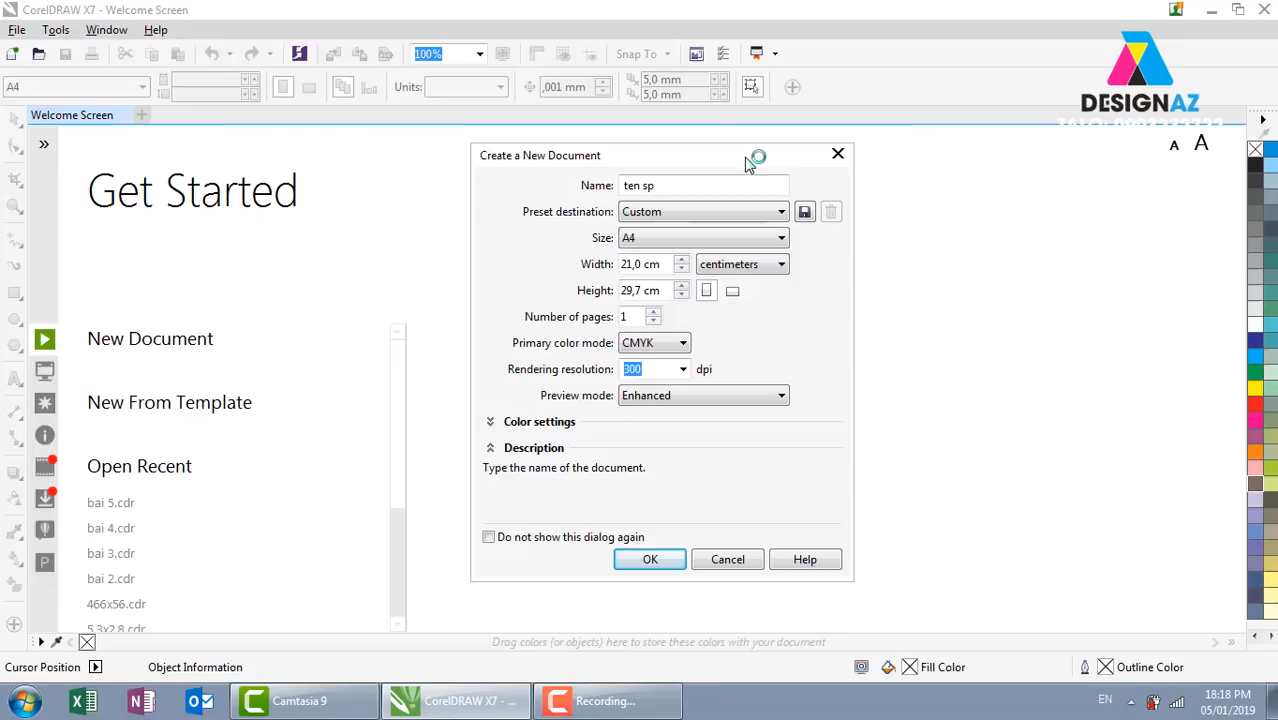 CorelDRAW X7 - Welcome Screen
File Tools Window Help
100% Snap To
A4 Units: ,001 mm 5,0 mm
5,0 mm
DESIGNAZ
Welcome Screen
A A
Get Started
New Document
New From Template
Open Recent
bai 5.cdr
bai 4.cdr
bai 3.cdr
bai 2.cdr
466x56.cdr
5.3x2.8.cdr
Create a New Document
Name: ten sp
Preset destination: Custom
Size: A4
Width: 21,0 cm centimeters
Height: 29,7 cm
Number of pages: 1
Primary color mode: CMYK
Rendering resolution: 300 dpi
Preview mode: Enhanced
Color settings
Description
Type the name of the document.
Do not show this dialog again
OK Cancel Help
Drag colors (or objects) here to store these colors with your document
Cursor Position Object Information Fill Color Outline Color
Camtasia 9 CorelDRAW X7 - ... Recording... EN 18:18 PM
05/01/2019